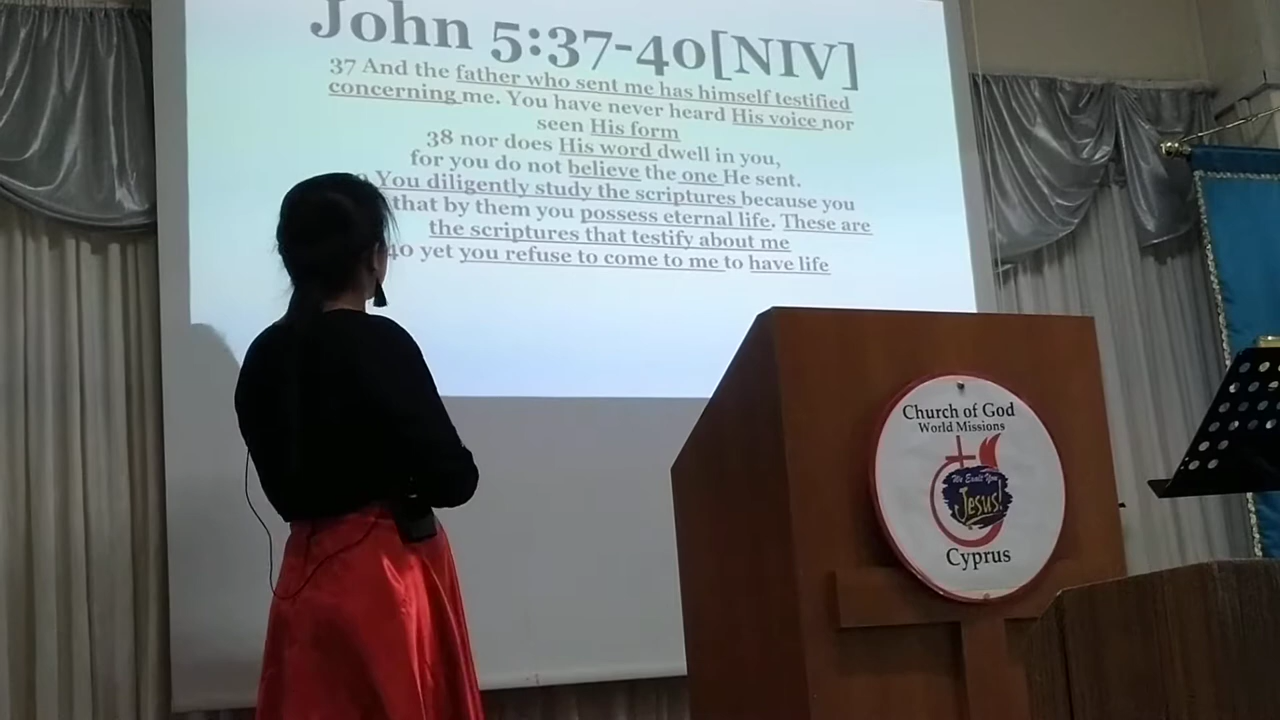 John 5:37-40[NIV]
37 And the father who sent me has himself testified
concerning me. You have never heard His voice nor
seen His form
38 nor does His word dwell in you,
for you do not believe the one He sent.
You diligently study the scriptures because you
that by them you possess eternal life. These are
the scriptures that testify about me
40 yet you refuse to come to me to have life
Church of God
World Missions
We Exalt You
Jesus!
Cyprus